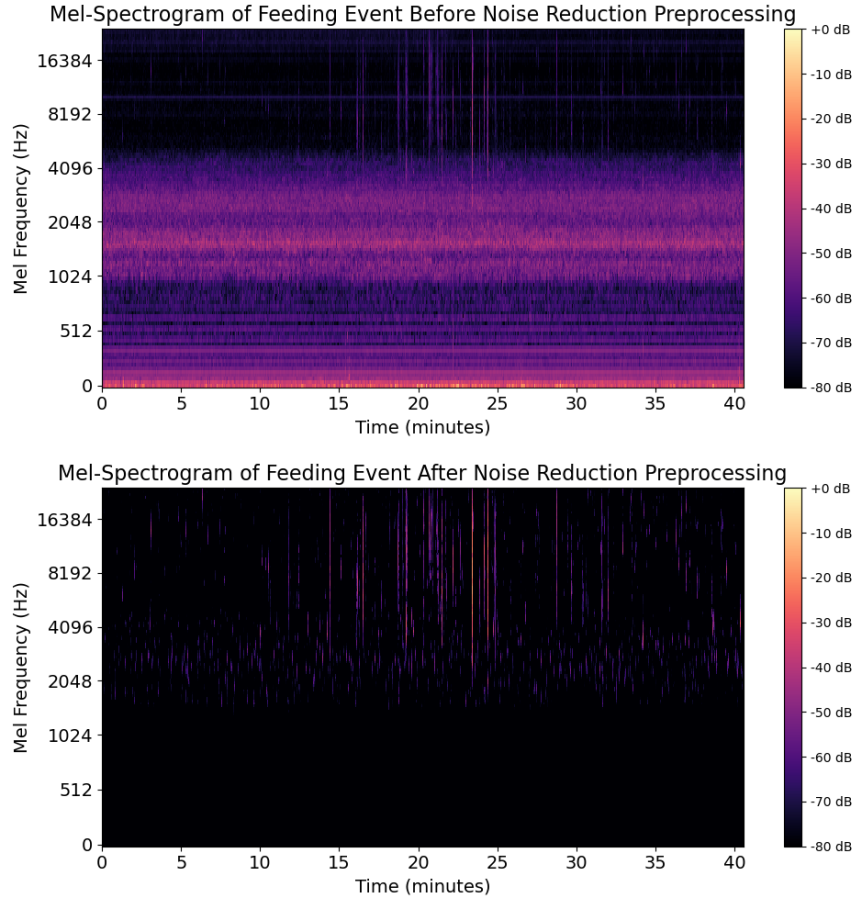 Mel-Spectrogram of Feeding Event Before Noise Reduction Preprocessing
Mel Frequency (Hz)
16384
8192
4096
2048
1024
512
0
0 5 10 15 20 25 30 35 40
Time (minutes)
+0 dB
-10 dB
-20 dB
-30 dB
-40 dB
-50 dB
-60 dB
-70 dB
-80 dB
Mel-Spectrogram of Feeding Event After Noise Reduction Preprocessing
Mel Frequency (Hz)
16384
8192
4096
2048
1024
512
0
0 5 10 15 20 25 30 35 40
Time (minutes)
+0 dB
-10 dB
-20 dB
-30 dB
-40 dB
-50 dB
-60 dB
-70 dB
-80 dB